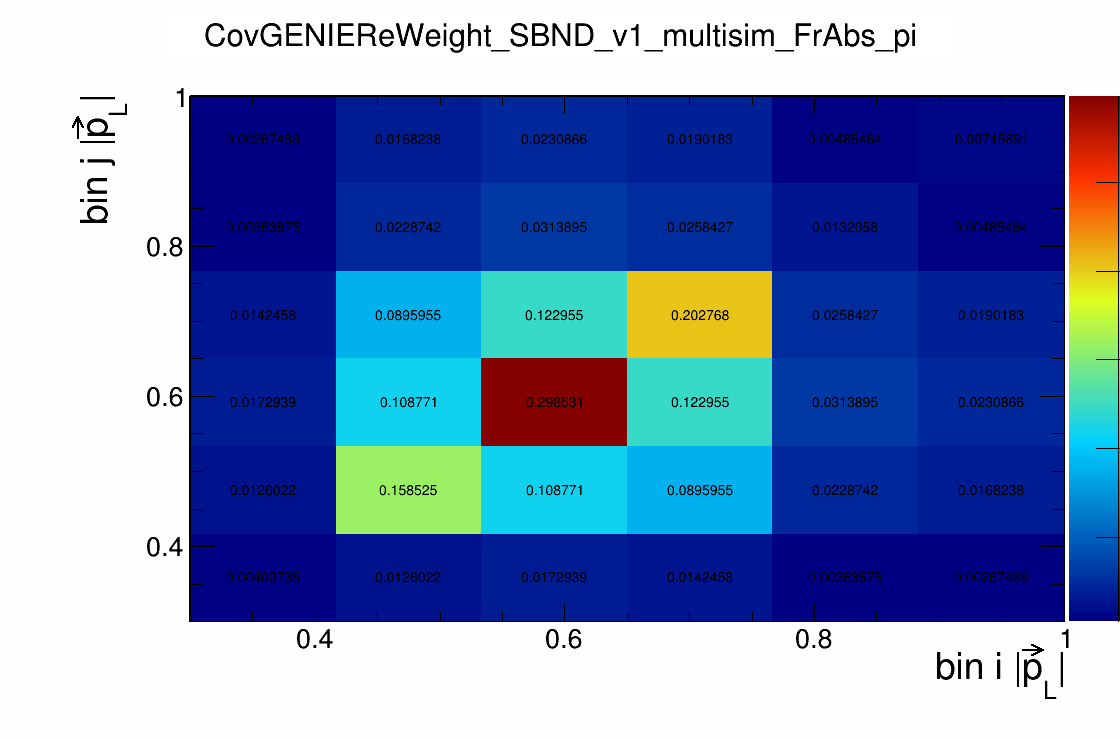 CovGENIEReWeight_SBND_v1_multisim_FrAbs_pi
bin j |p⃗_L|
1
0.00267486 0.0168238 0.0230866 0.0190183 0.00485464 0.00715891
0.00363675 0.0228742 0.0313895 0.0258427 0.0132058 0.00485464
0.8
0.0142458 0.0895955 0.122955 0.202768 0.0258427 0.0190183
0.6
0.0172939 0.108771 0.298531 0.122955 0.0313895 0.0230866
0.0126022 0.158525 0.108771 0.0895955 0.0228742 0.0168238
0.4
0.00400735 0.0126022 0.0172939 0.0142458 0.00363675 0.00267486
0.4 0.6 0.8 1
bin i |p⃗_L|